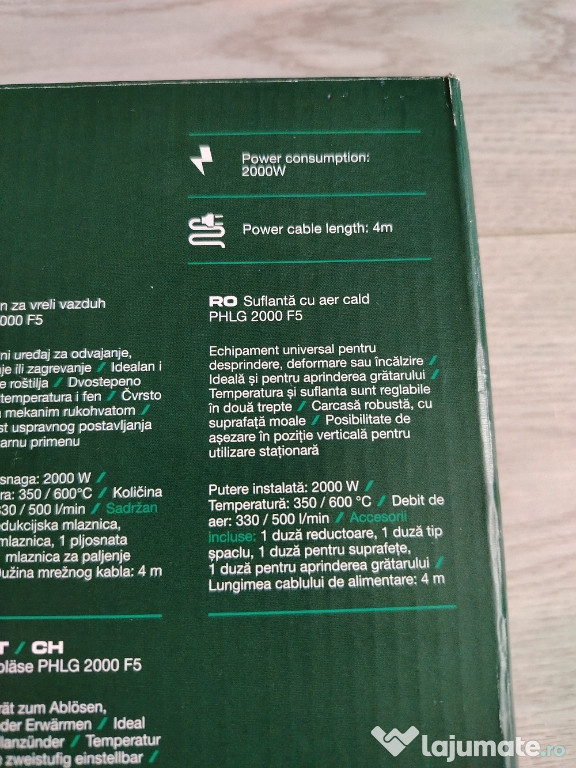 Power consumption:
2000W
Power cable length: 4m
n za vreli vazduh
000 F5
ni uređaj za odvajanje,
nje ili zagrevanje / Idealan i
e roštilja / Dvostepeno
temperatura i fen / Čvrsto
mekanim rukohvatom /
st uspravnog postavljanja
arnu primenu
snaga: 2000 W /
ra: 350 / 600°C / Količina
330 / 500 l/min / Sadržan
edukcijska mlaznica,
mlaznica, 1 pljosnata
mlaznica za paljenje
Dužina mrežnog kabla: 4 m
RO Suflantă cu aer cald
PHLG 2000 F5
Echipament universal pentru
desprindere, deformare sau încălzire /
Ideală și pentru aprinderea grătarului /
Temperatura și suflanta sunt reglabile
în două trepte / Carcasă robustă, cu
suprafață moale / Posibilitate de
așezare în poziție verticală pentru
utilizare staționară
Putere instalată: 2000 W /
Temperatură: 350 / 600 °C / Debit de
aer: 330 / 500 l/min / Accesorii
incluse: 1 duză reductoare, 1 duză tip
șpaclu, 1 duză pentru suprafețe,
1 duză pentru aprinderea grătarului /
Lungimea cablului de alimentare: 4 m
T / CH
bläse PHLG 2000 F5
rät zum Ablösen,
der Erwärmen / Ideal
llanzünder / Temperatur
e zweistufig einstellbar /
lajumate.ro